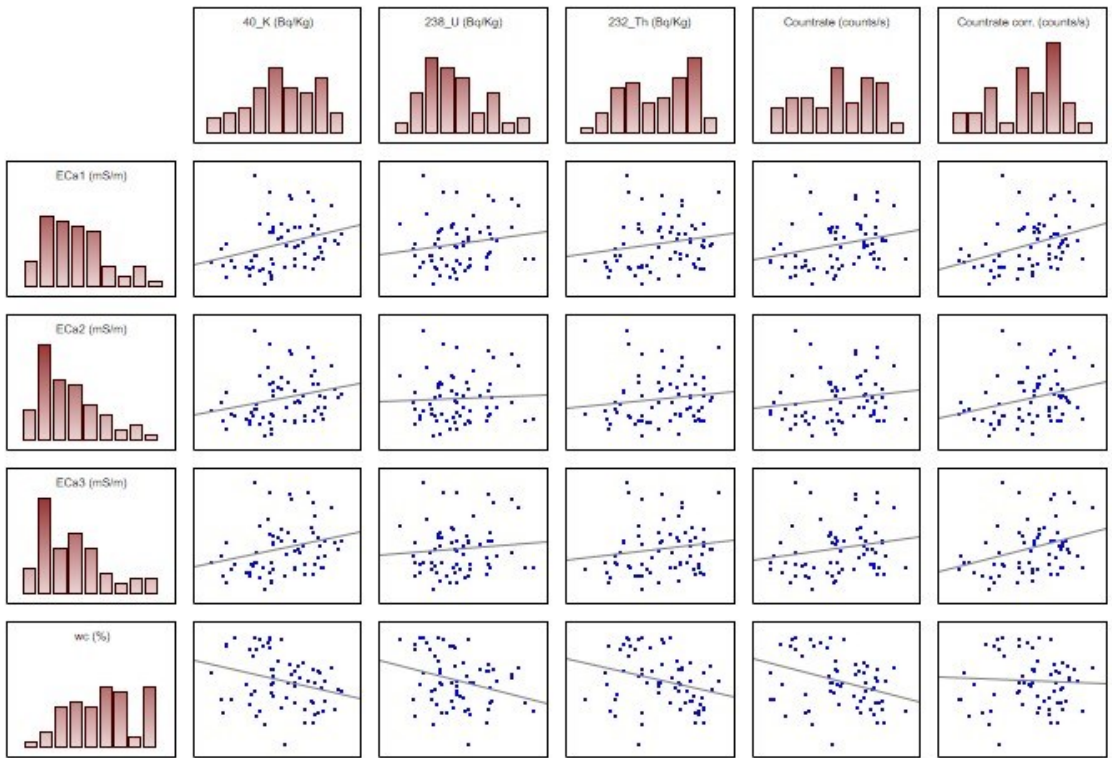 40_K (Bq/Kg)
238_U (Bq/Kg)
232_Th (Bq/Kg)
Countrate (counts/s)
Countrate corr. (counts/s)
ECa1 (mS/m)
ECa2 (mS/m)
ECa3 (mS/m)
wc (%)